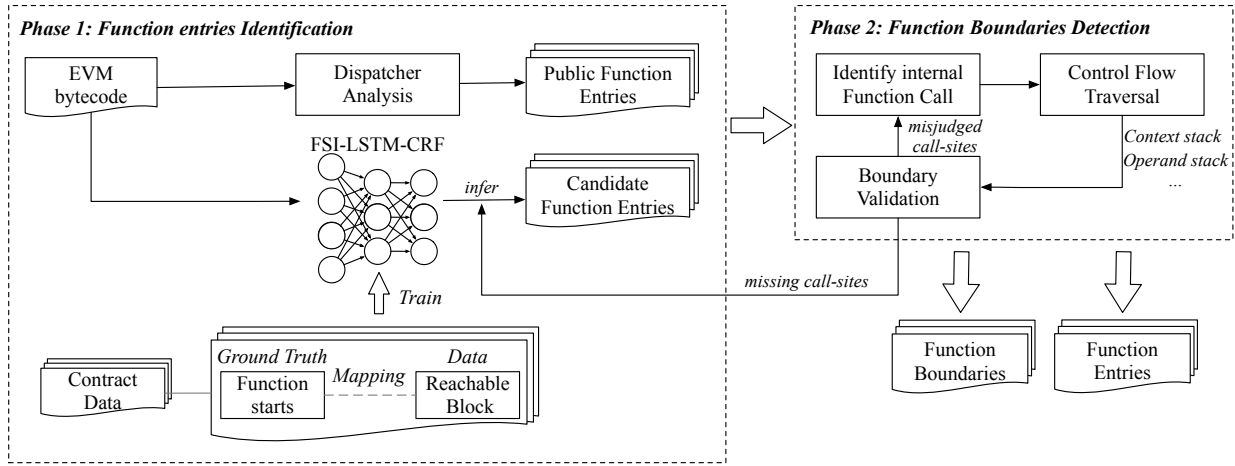 Phase 1: Function entries Identification
EVM
bytecode
Dispatcher
Analysis
Public Function
Entries
FSI-LSTM-CRF
infer
Candidate
Function Entries
Train
missing call-sites
Contract
Data
Ground Truth
Function
starts
Mapping
Data
Reachable
Block
Phase 2: Function Boundaries Detection
Identify internal
Function Call
Control Flow
Traversal
misjudged
call-sites
Context stack
Operand stack
...
Boundary
Validation
Function
Boundaries
Function
Entries